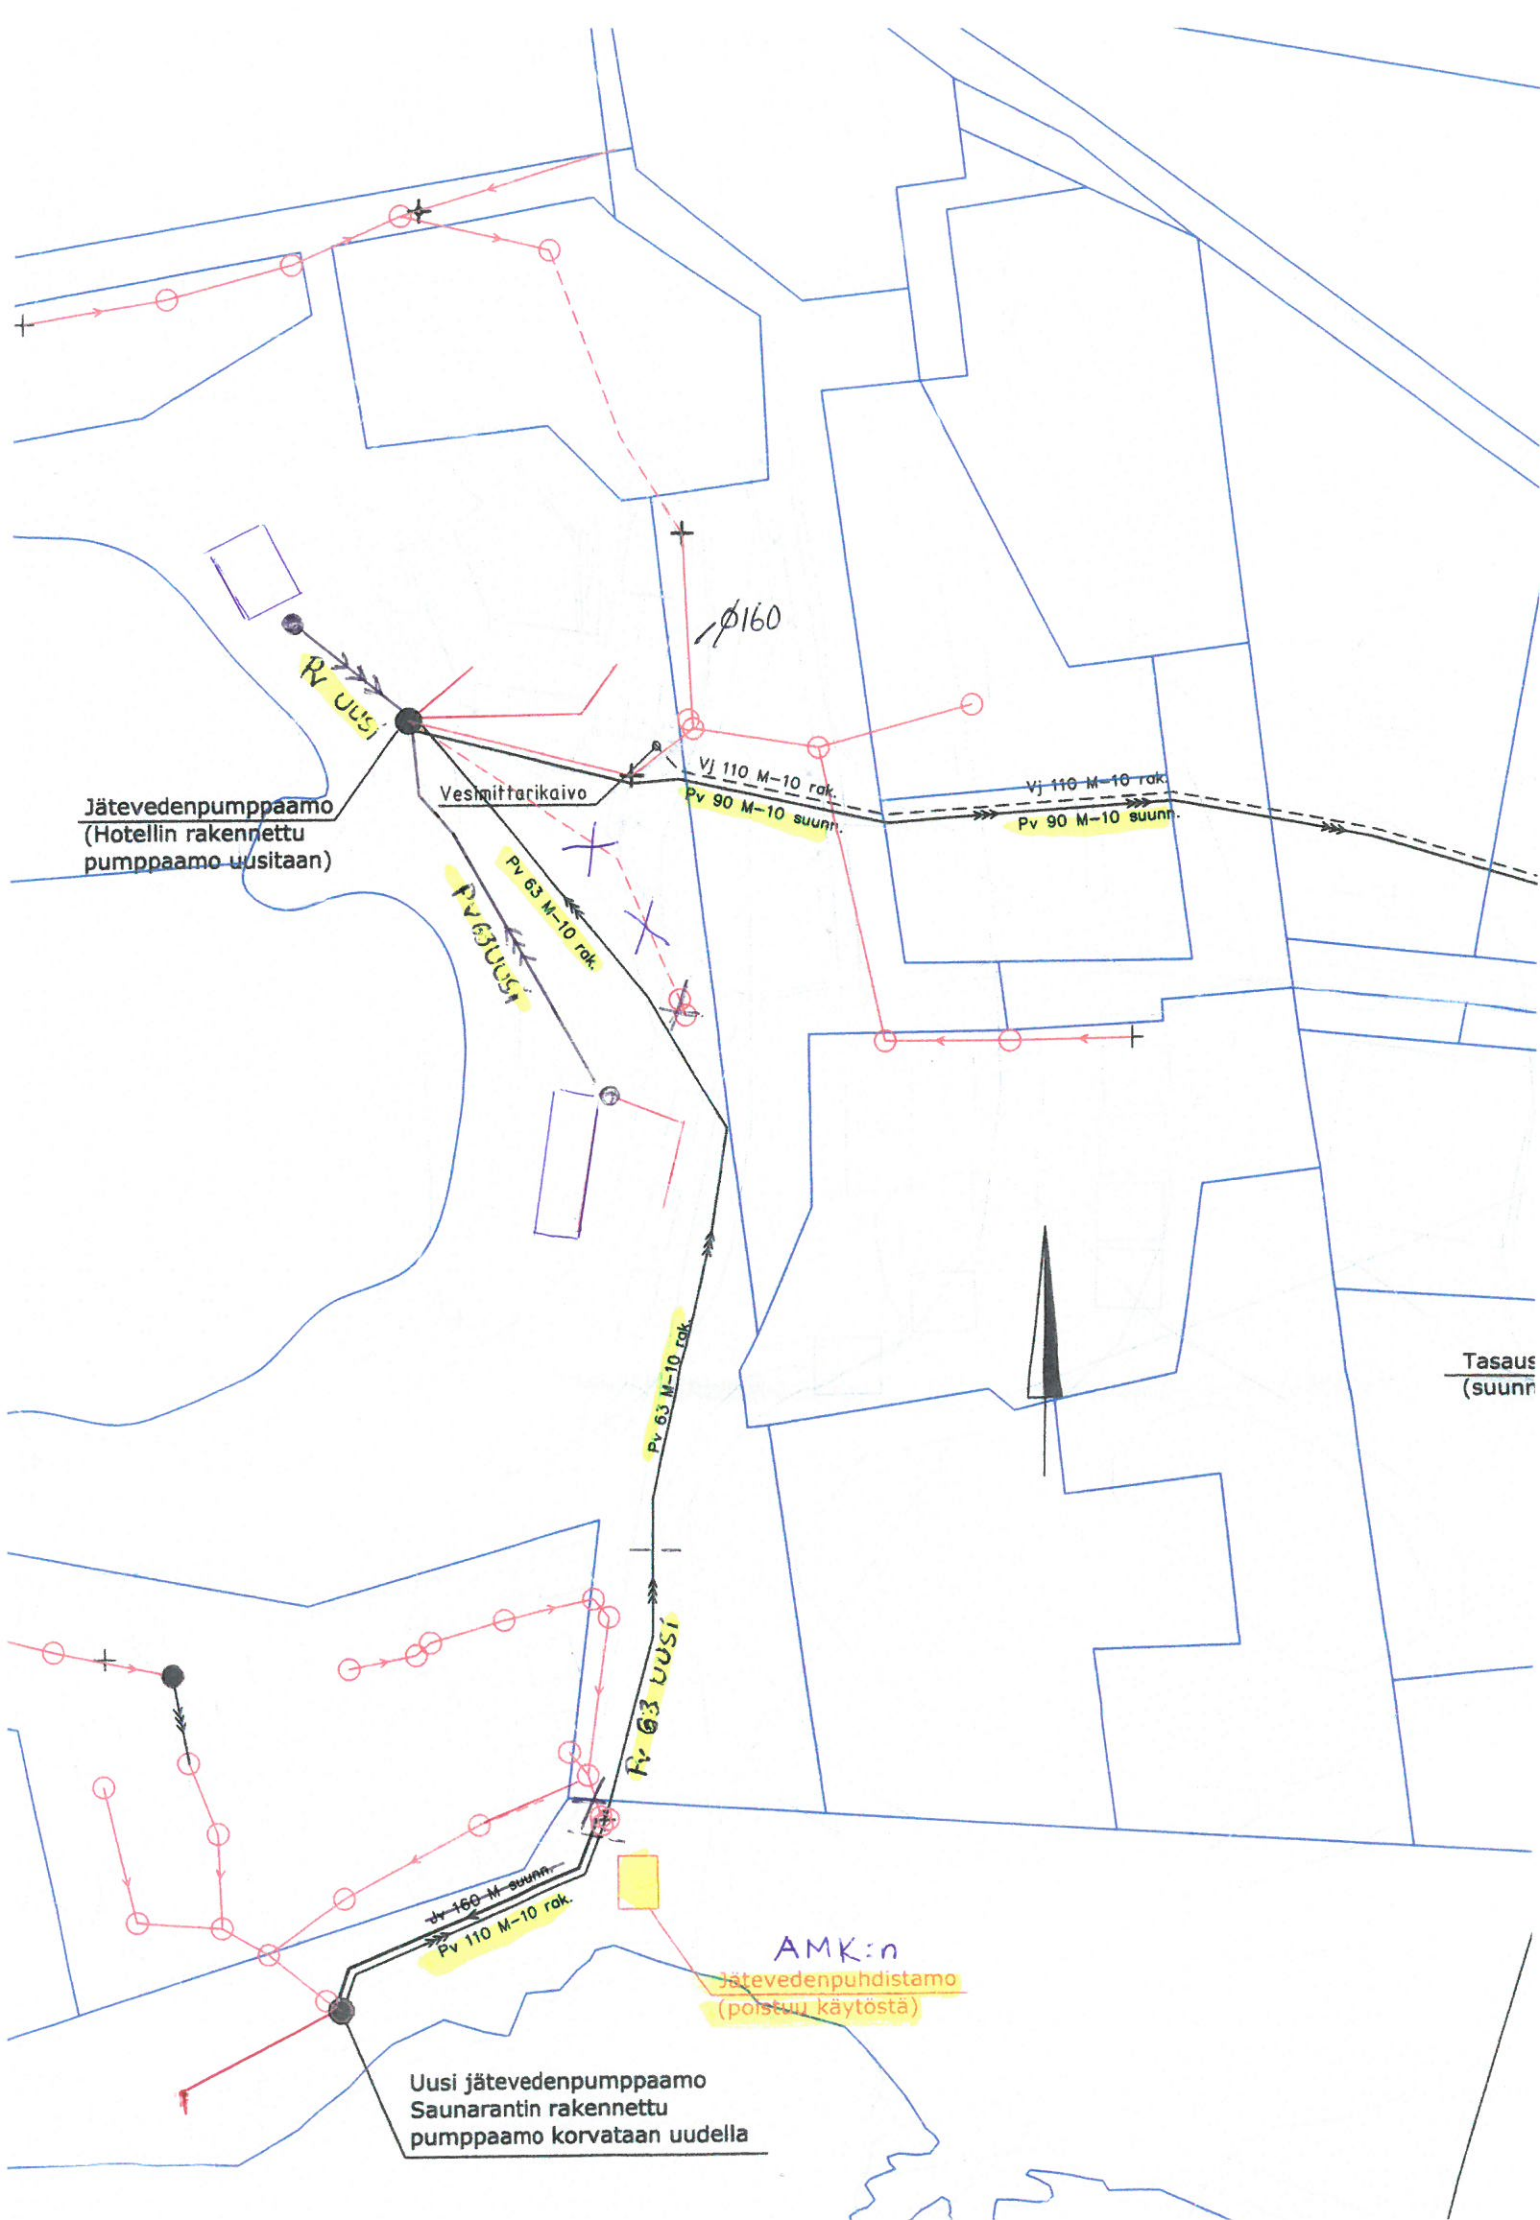 ø160
Pv UUSi
Vj 110 M-10 rak.
Pv 90 M-10 suunn.
Vj 110 M-10 rak.
Pv 90 M-10 suunn.
Vesimittarikaivo
Jätevedenpumppaamo
(Hotellin rakennettu
pumppaamo uusitaan)
Pv 63 M-10 rak.
Pv 63 UUSi
Pv 63 M-10 rak.
Tasaus
(suunn
Pv 63 UUSi
Jv 160 M suunn.
Pv 110 M-10 rak.
AMK:n
Jätevedenpuhdistamo
(poistuu käytöstä)
Uusi jätevedenpumppaamo
Saunarantin rakennettu
pumppaamo korvataan uudella